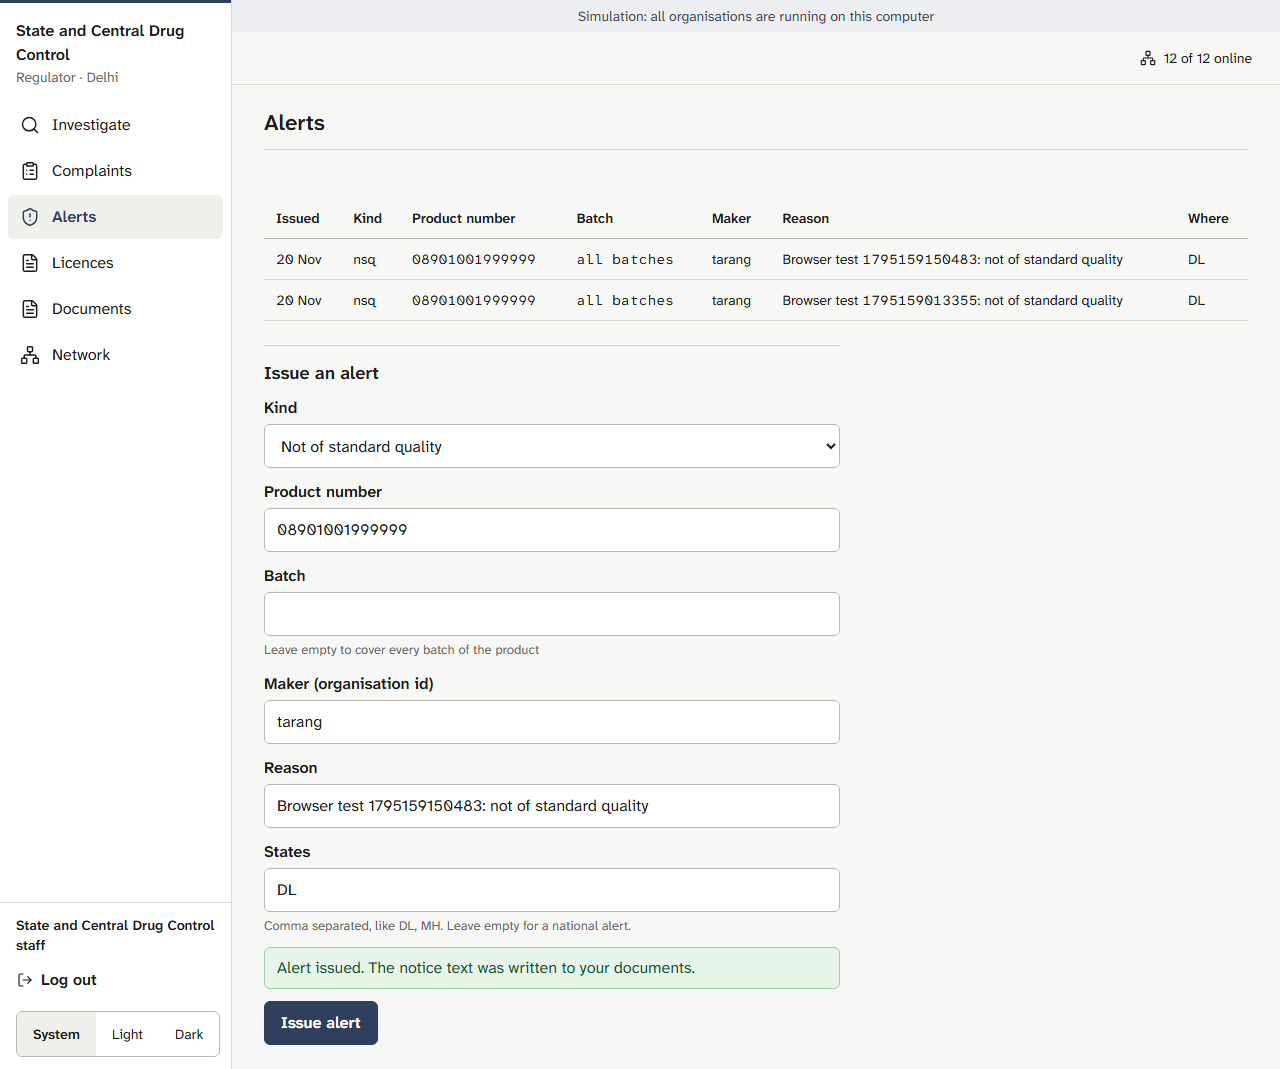 Simulation: all organisations are running on this computer
State and Central Drug
Control
Regulator · Delhi
12 of 12 online
Investigate
Complaints
Alerts
Licences
Documents
Network
Alerts
Issued Kind Product number Batch Maker Reason Where
20 Nov nsq 08901001999999 all batches tarang Browser test 1795159150483: not of standard quality DL
20 Nov nsq 08901001999999 all batches tarang Browser test 1795159013355: not of standard quality DL
Issue an alert
Kind
Not of standard quality
Product number
08901001999999
Batch
Leave empty to cover every batch of the product
Maker (organisation id)
tarang
Reason
Browser test 1795159150483: not of standard quality
States
DL
Comma separated, like DL, MH. Leave empty for a national alert.
Alert issued. The notice text was written to your documents.
Issue alert
State and Central Drug Control
staff
Log out
System Light Dark